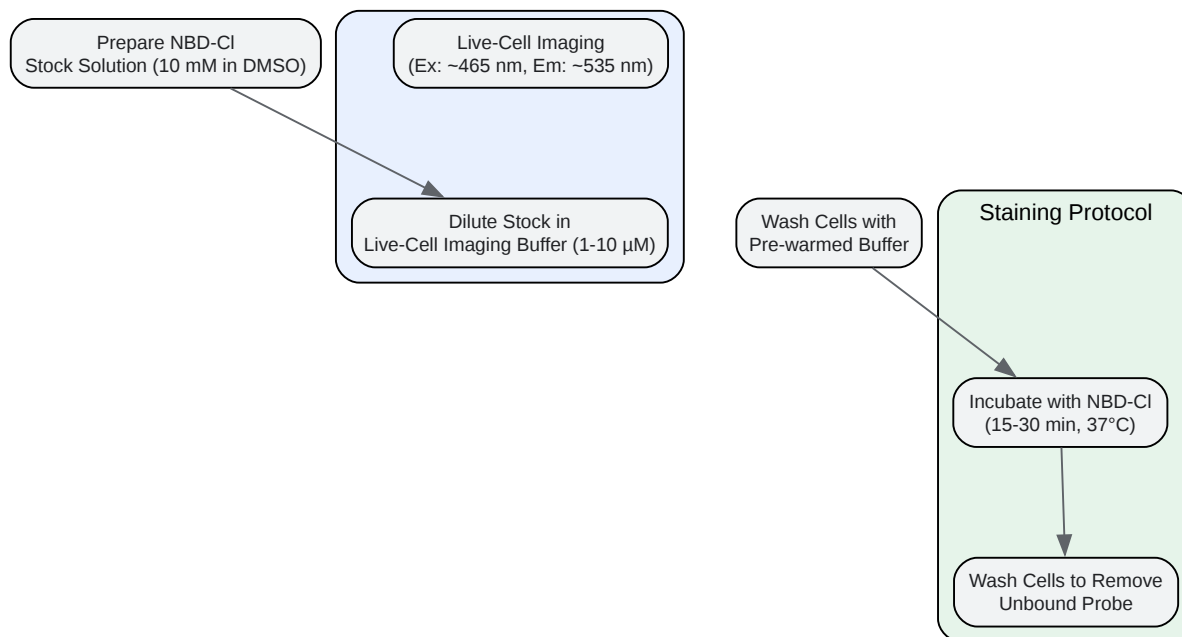 Prepare NBD-Cl
Stock Solution (10 mM in DMSO)
Live-Cell Imaging
(Ex: ~465 nm, Em: ~535 nm)
Dilute Stock in
Live-Cell Imaging Buffer (1-10 µM)
Wash Cells with
Pre-warmed Buffer
Staining Protocol
Incubate with NBD-Cl
(15-30 min, 37°C)
Wash Cells to Remove
Unbound Probe